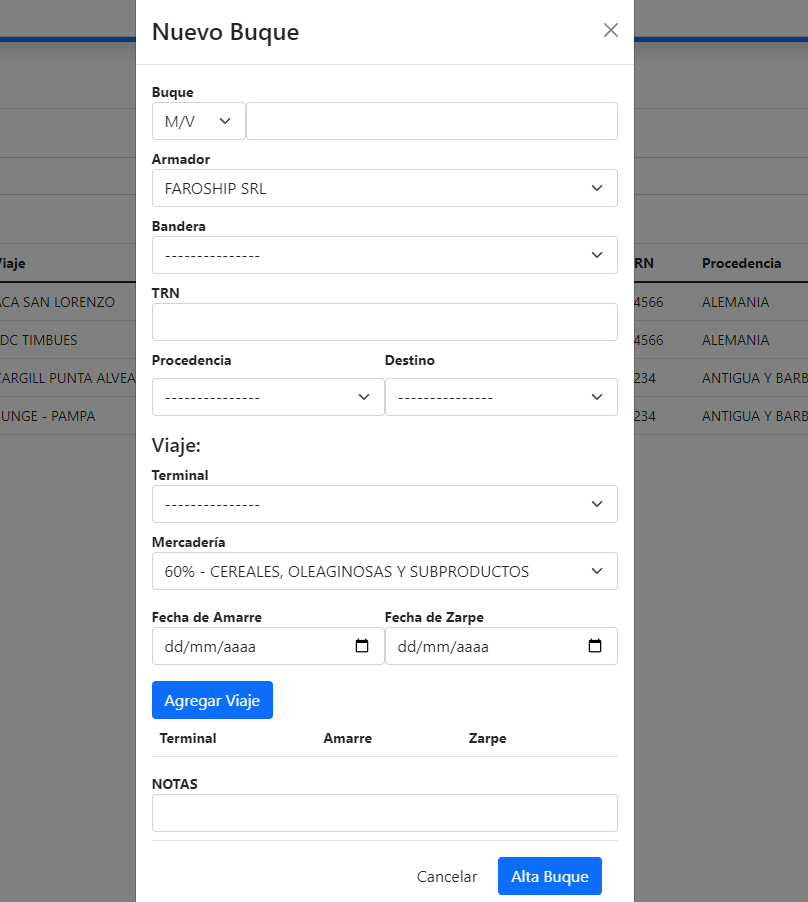 Nuevo Buque
Buque
M/V
Armador
FAROSHIP SRL
Bandera
---------------
TRN
Procedencia Destino
--------------- ---------------
Viaje:
Terminal
---------------
Mercadería
60% - CEREALES, OLEAGINOSAS Y SUBPRODUCTOS
Fecha de Amarre Fecha de Zarpe
dd/mm/aaaa dd/mm/aaaa
Agregar Viaje
Terminal Amarre Zarpe
NOTAS
Cancelar Alta Buque
iaje RN Procedencia
CA SAN LORENZO 4566 ALEMANIA
DC TIMBUES 4566 ALEMANIA
CARGILL PUNTA ALVEA 234 ANTIGUA Y BARB
UNGE - PAMPA 234 ANTIGUA Y BARB